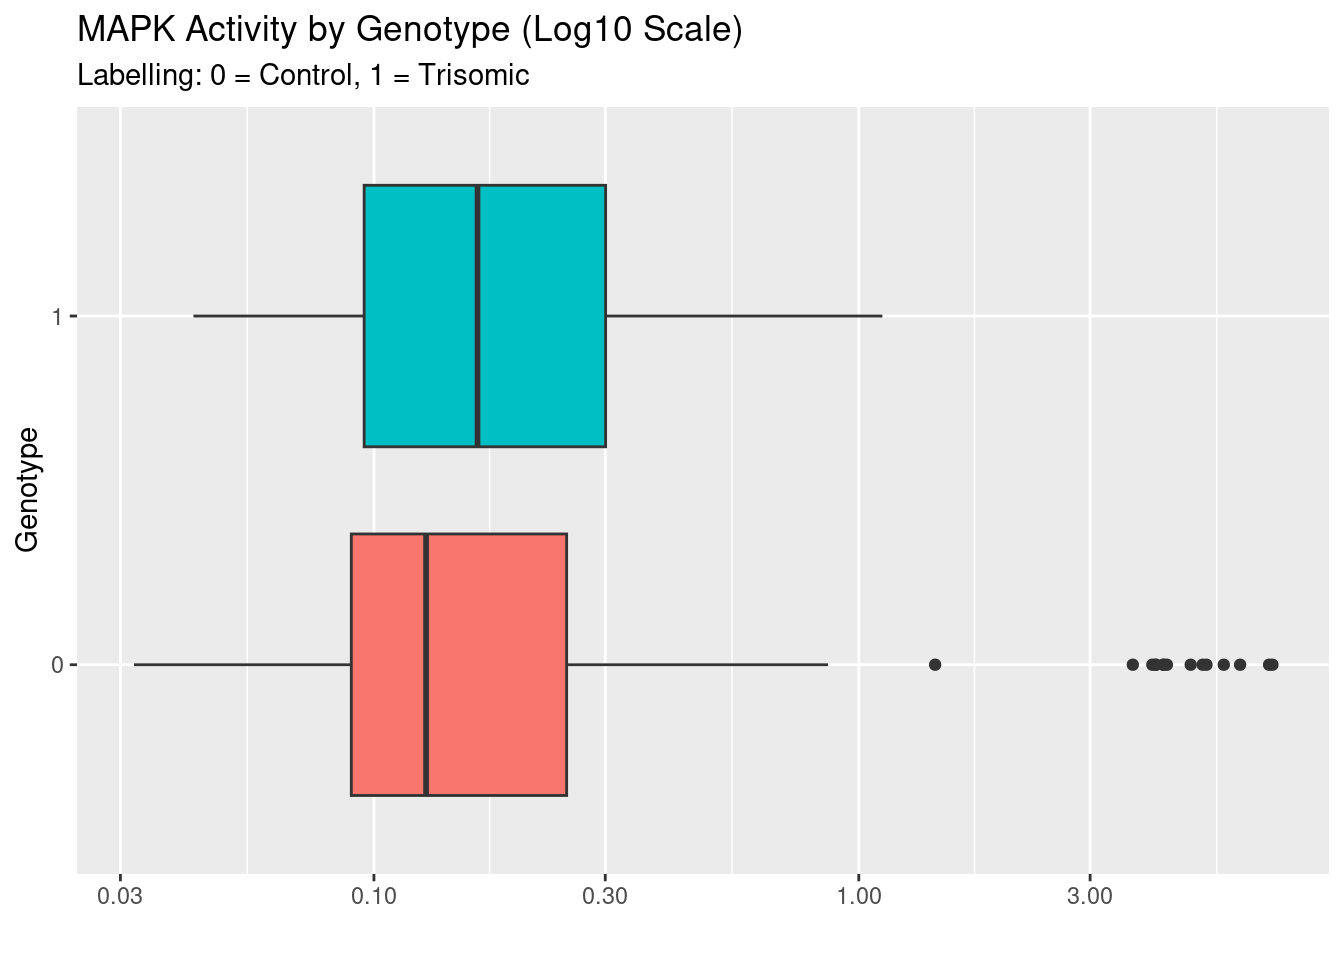 MAPK Activity by Genotype (Log10 Scale)
Labelling: 0 = Control, 1 = Trisomic
Genotype
1
0
0.03
0.10
0.30
1.00
3.00